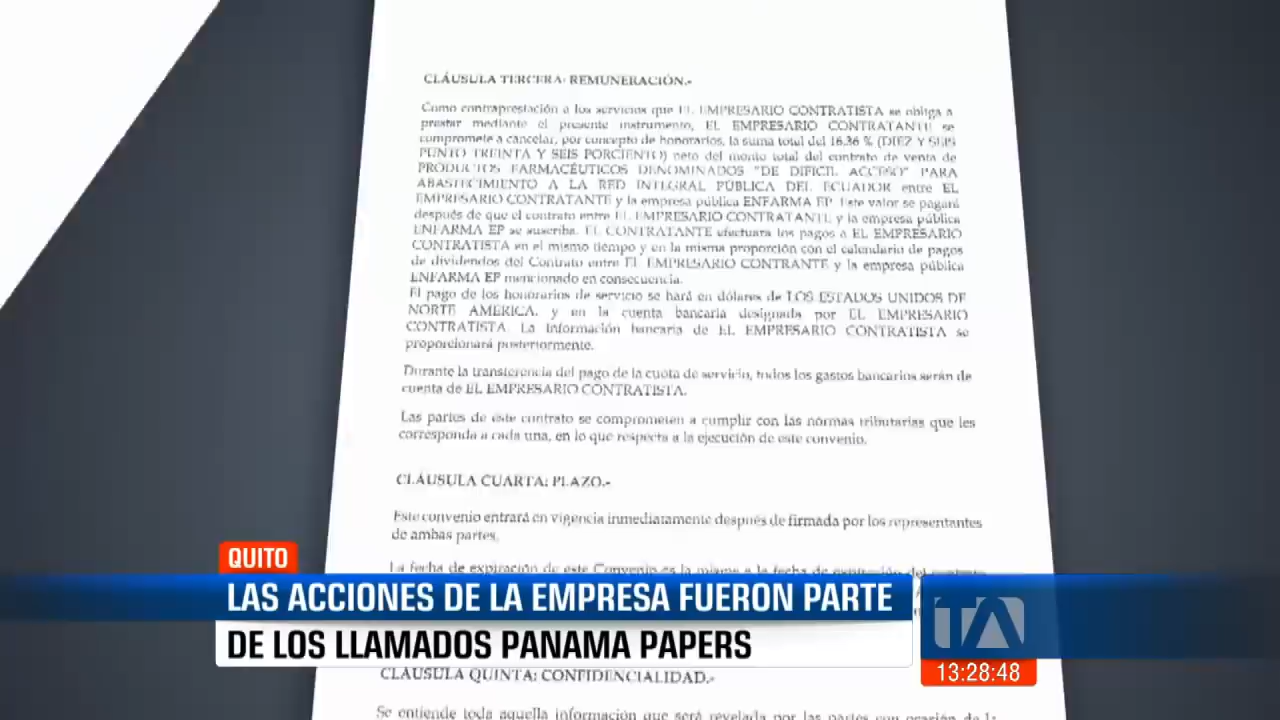 CLÁUSULA TERCERA: REMUNERACIÓN.-
Como contraprestación a los servicios que EL EMPRESARIO CONTRATISTA se obliga a
prestar mediante el presente instrumento, EL EMPRESARIO CONTRATANTE se
compromete a cancelar, por concepto de honorarios, la suma total del 16.36 % (DIEZ Y SEIS
PUNTO TREINTA Y SEIS PORCIENTO) neto del monto total del contrato de venta de
PRODUCTOS FARMACÉUTICOS DENOMINADOS "DE DIFICIL ACCESO" PARA
ABASTECIMIENTO A LA RED INTEGRAL PÚBLICA DEL ECUADOR entre EL
EMPRESARIO CONTRATANTE y la empresa pública ENFARMA EP. Este valor se pagará
después de que el contrato entre EL EMPRESARIO CONTRATANTE y la empresa pública
ENFARMA EP se suscriba. EL CONTRATANTE efectuara los pagos a EL EMPRESARIO
CONTRATISTA en el mismo tiempo y en la misma proporción con el calendario de pagos
de dividendos del Contrato entre EL EMPRESARIO CONTRANTE y la empresa pública
ENFARMA EP mencionado en consecuencia.
El pago de los honorarios de servicio se hará en dólares de LOS ESTADOS UNIDOS DE
NORTE AMERICA, y en la cuenta bancaria designada por EL EMPRESARIO
CONTRATISTA. La información bancaria de EL EMPRESARIO CONTRATISTA se
proporcionará posteriormente.
Durante la transferencia del pago de la cuota de servicio, todos los gastos bancarios serán de
cuenta de EL EMPRESARIO CONTRATISTA.
Las partes de este contrato se comprometen a cumplir con las normas tributarias que les
corresponda a cada una, en lo que respecta a la ejecución de este convenio.
CLÁUSULA CUARTA: PLAZO.-
Este convenio entrará en vigencia inmediatamente después de firmada por los representantes
de ambas partes.
La fecha de expiración de este Convenio es la misma a la fecha de expiración del
QUITO
LAS ACCIONES DE LA EMPRESA FUERON PARTE
DE LOS LLAMADOS PANAMA PAPERS
TA
13:28:48
CLÁUSULA QUINTA: CONFIDENCIALIDAD.-
Se entiende toda aquella información que será revelada por las partes con ocasión de la